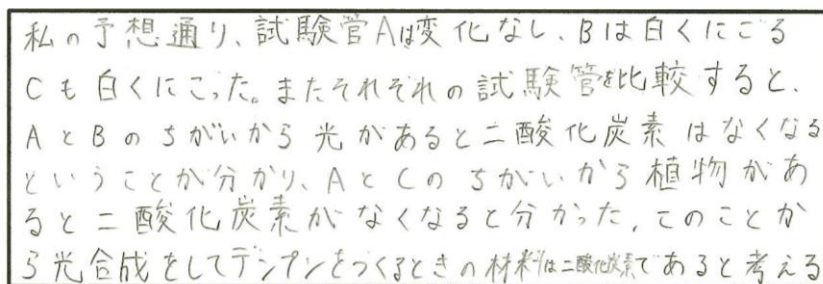 私の予想通り、試験管Aは変化なし、Bは白くにごる
Cも白くにごった。またそれぞれの試験管を比較すると、
AとBのちがいから光があると二酸化炭素はなくなる
ということが分かり、AとCのちがいから植物があ
ると二酸化炭素がなくなると分かった。このことか
ら光合成をしてデンプンをつくるときの材料は二酸化炭素であると考える